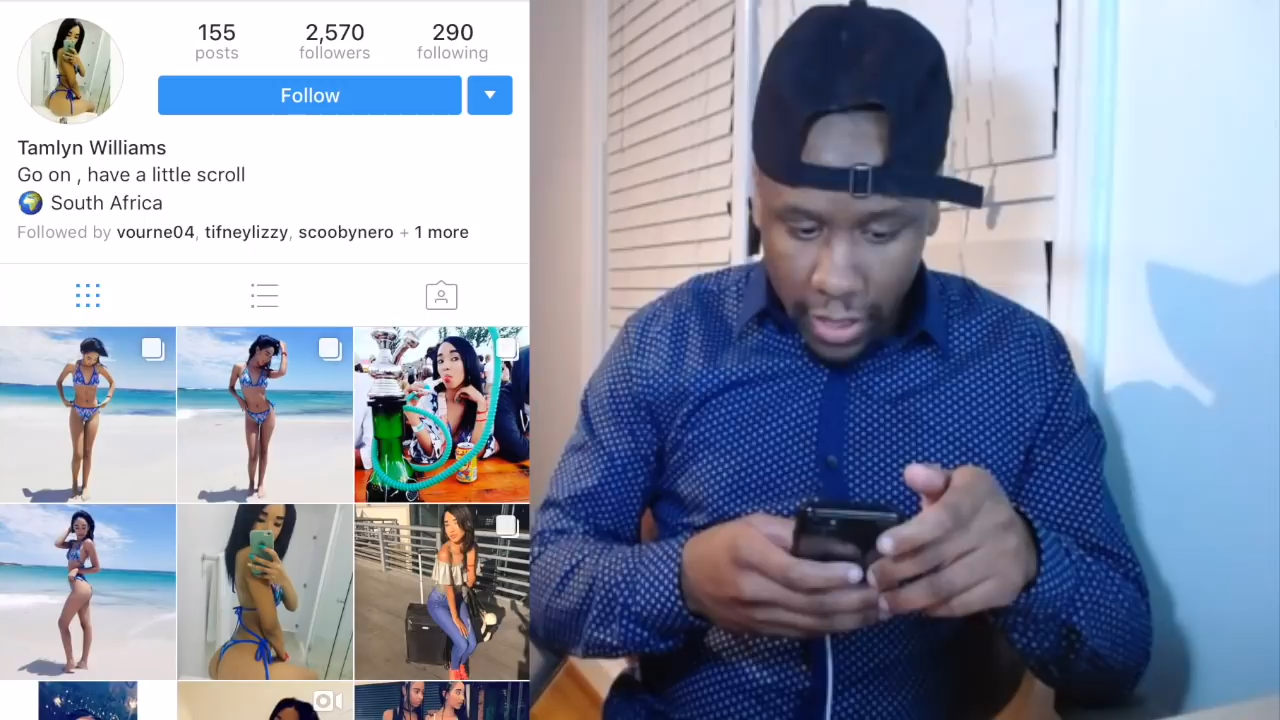 155 2,570 290
posts followers following
Follow
Tamlyn Williams
Go on , have a little scroll
South Africa
Followed by vourne04, tifneylizzy, scoobynero + 1 more